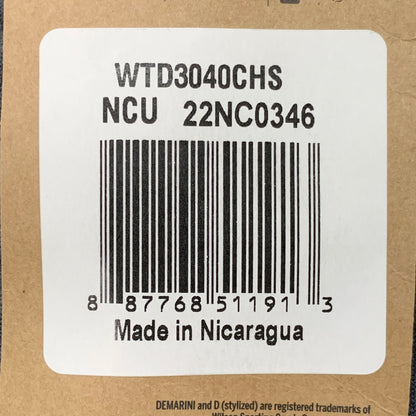 WTD3040CHS
NCU 22NC0346
8 87768 51191 3
Made in Nicaragua
DEMARINI and D (stylized) are registered trademarks of